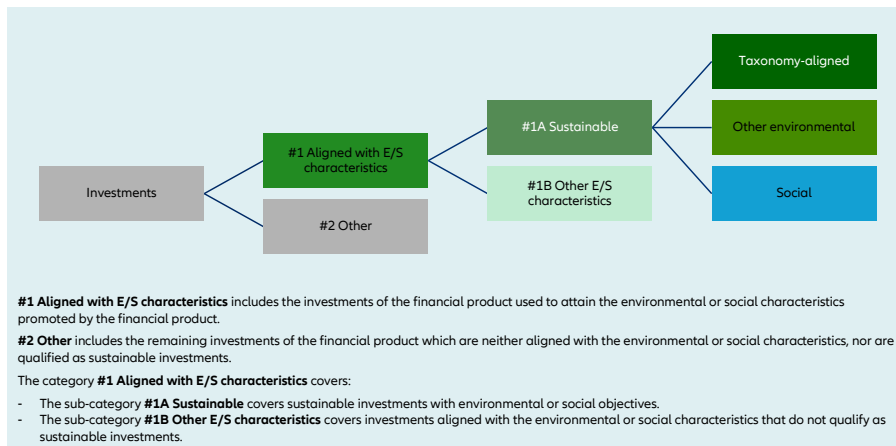 Taxonomy-aligned
#1A Sustainable
Other environmental
#1 Aligned with E/S
characteristics
Investments
#1B Other E/S
characteristics
Social
#2 Other
#1 Aligned with E/S characteristics includes the investments of the financial product used to attain the environmental or social characteristics
promoted by the financial product.
#2 Other includes the remaining investments of the financial product which are neither aligned with the environmental or social characteristics, nor are
qualified as sustainable investments.
The category #1 Aligned with E/S characteristics covers:
- The sub-category #1A Sustainable covers sustainable investments with environmental or social objectives.
- The sub-category #1B Other E/S characteristics covers investments aligned with the environmental or social characteristics that do not qualify as
sustainable investments.